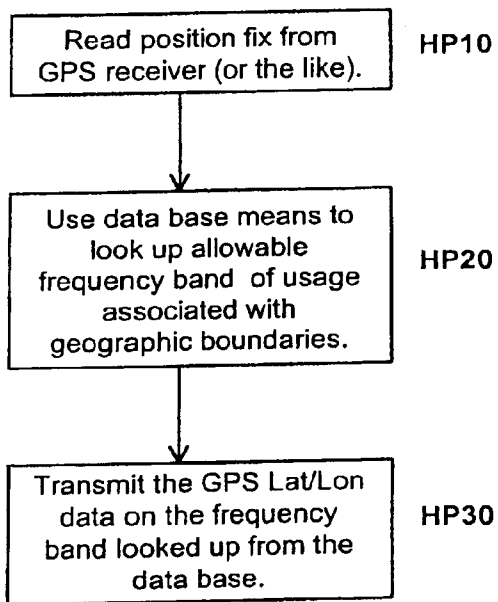 Read position fix from
GPS receiver (or the like).
HP10
Use data base means to
look up allowable
frequency band of usage
associated with
geographic boundaries.
HP20
Transmit the GPS Lat/Lon
data on the frequency
band looked up from the
data base.
HP30